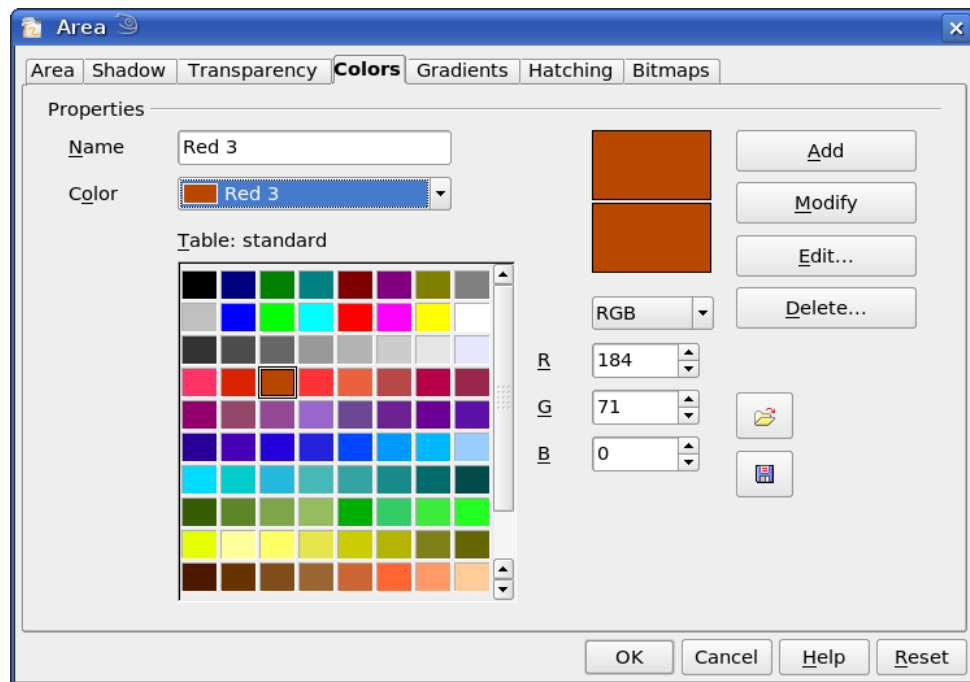 Area
Area Shadow Transparency Colors Gradients Hatching Bitmaps
Properties
Name Red 3 Add
Color Red 3 Modify
Table: standard Edit...
RGB Delete...
R 184
G 71
B 0
OK Cancel Help Reset